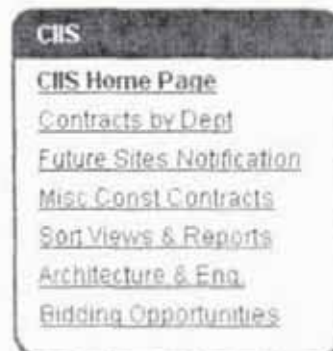 CIIS
CIIS Home Page
Contracts by Dept
Future Sites Notification
Misc Const Contracts
Sort Views & Reports
Architecture & Eng.
Bidding Opportunities